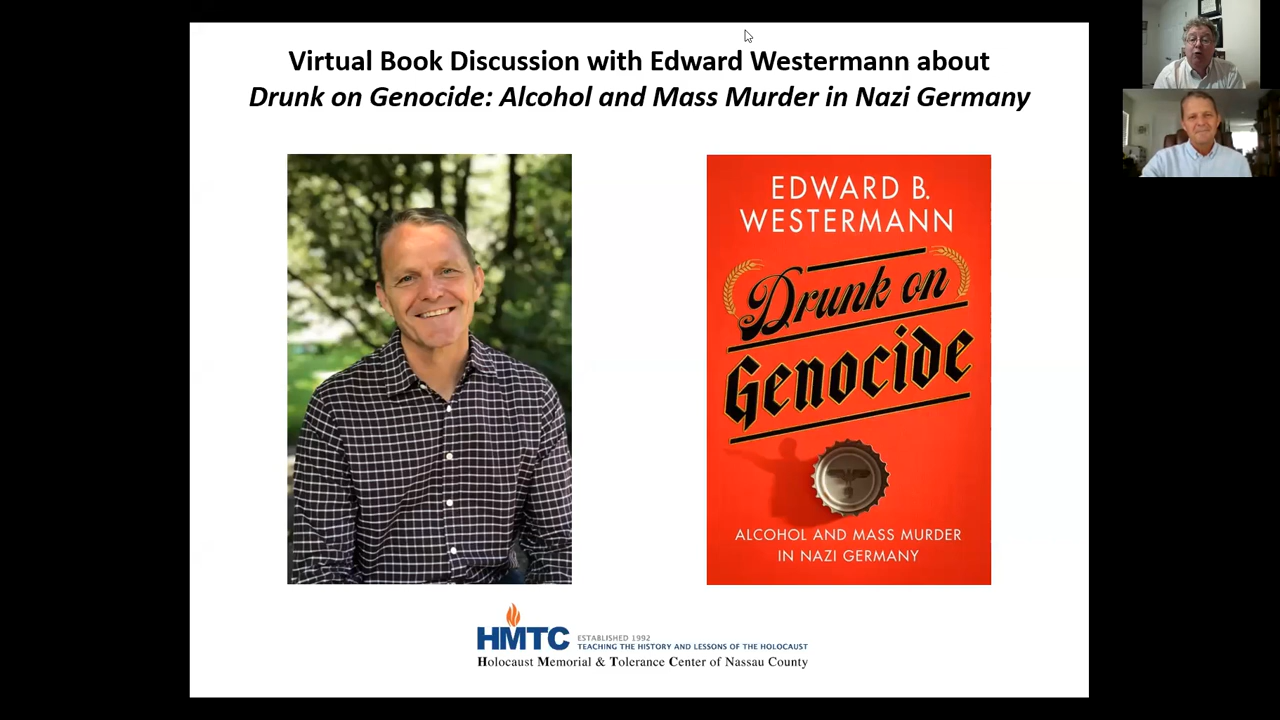 Virtual Book Discussion with Edward Westermann about
Drunk on Genocide: Alcohol and Mass Murder in Nazi Germany
EDWARD B.
WESTERMANN
Drunk on
Genocide
ALCOHOL AND MASS MURDER
IN NAZI GERMANY
HMTC
ESTABLISHED 1992
TEACHING THE HISTORY AND LESSONS OF THE HOLOCAUST
Holocaust Memorial & Tolerance Center of Nassau County